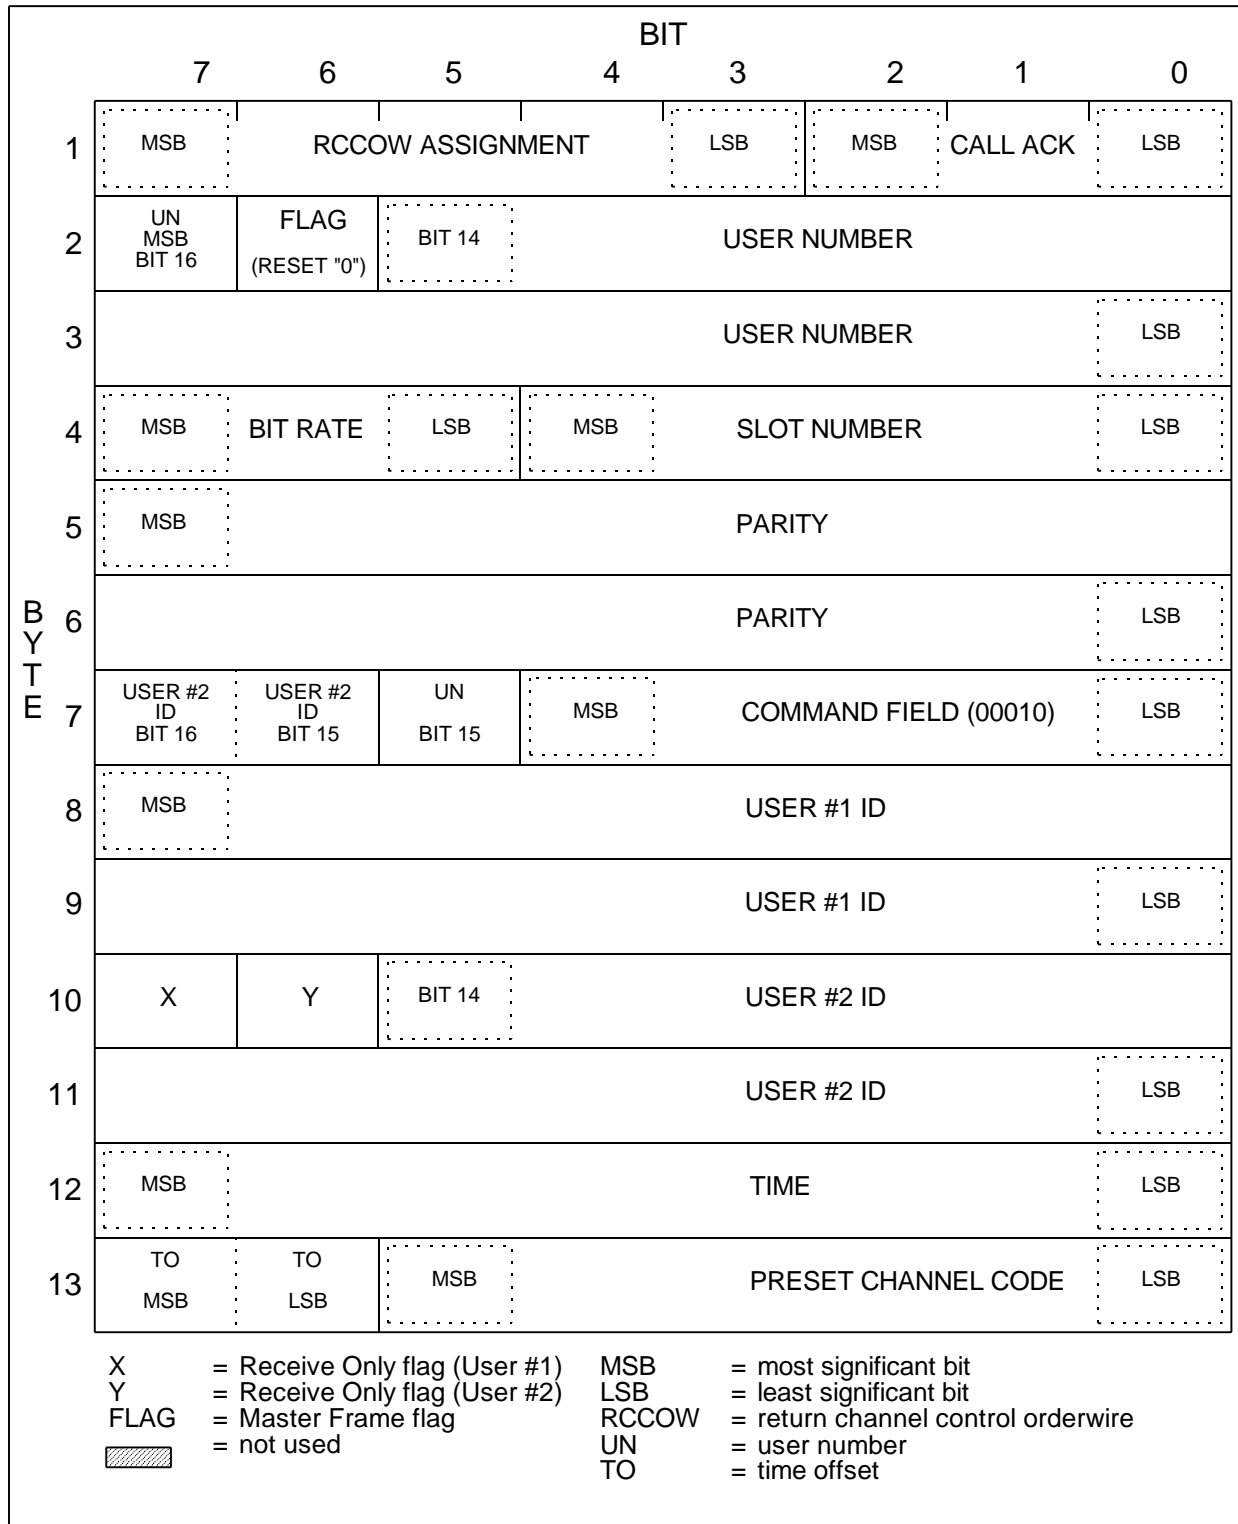 BIT
7 6 5 4 3 2 1 0
1 MSB RCCOW ASSIGNMENT LSB MSB CALL ACK LSB
UN
MSB
BIT 16
FLAG
(RESET "0")
2 BIT 14 USER NUMBER
3 USER NUMBER LSB
4 MSB BIT RATE LSB MSB SLOT NUMBER LSB
5 MSB PARITY
BYTE
6 PARITY LSB
7
USER #2
ID
BIT 16
USER #2
ID
BIT 15
UN
BIT 15
MSB COMMAND FIELD (00010) LSB
8 MSB USER #1 ID
9 USER #1 ID LSB
10 X Y BIT 14 USER #2 ID
11 USER #2 ID LSB
12 MSB TIME LSB
13
TO
MSB
TO
LSB
MSB PRESET CHANNEL CODE LSB
X = Receive Only flag (User #1)
Y = Receive Only flag (User #2)
FLAG = Master Frame flag
= not used
MSB = most significant bit
LSB = least significant bit
RCCOW = return channel control orderwire
UN = user number
TO = time offset